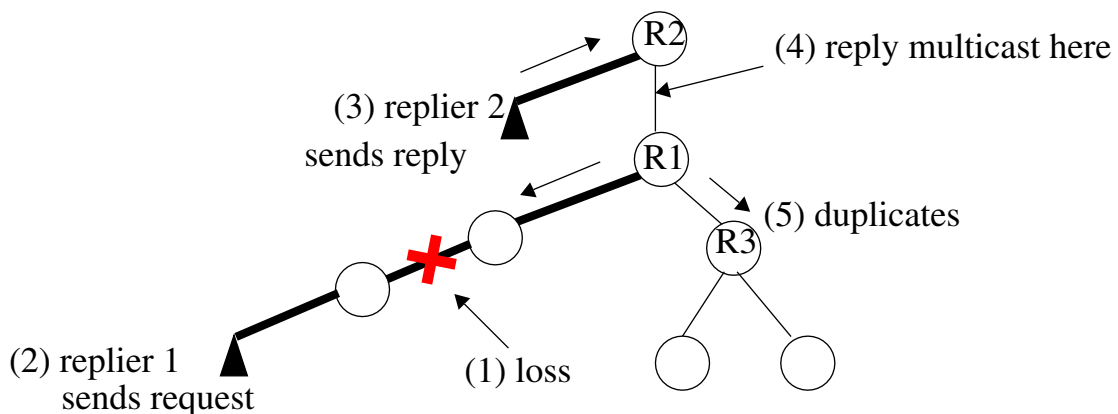 R2
(4) reply multicast here
(3) replier 2
sends reply
R1
(5) duplicates
R3
(2) replier 1
sends request
(1) loss